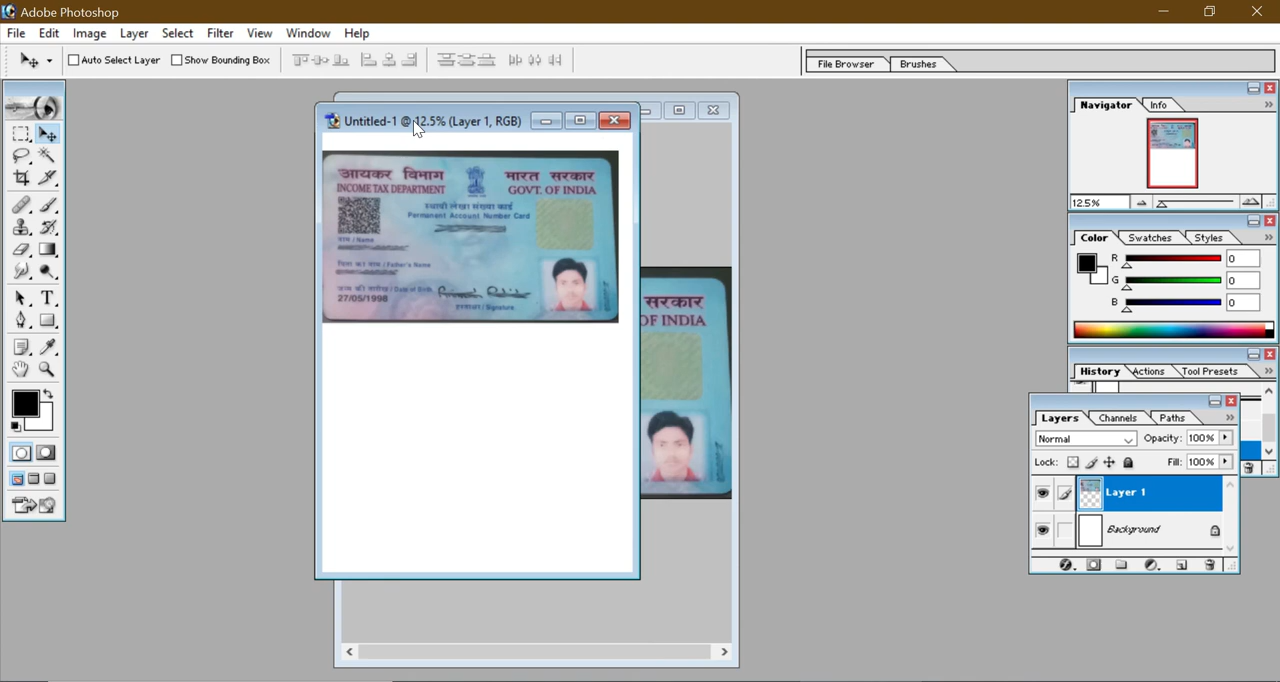 Adobe Photoshop
File Edit Image Layer Select Filter View Window Help
Auto Select Layer Show Bounding Box
File Browser Brushes
Untitled-1 @ 12.5% (Layer 1, RGB)
आयकर विभाग भारत सरकार
INCOME TAX DEPARTMENT GOVT. OF INDIA
स्थायी लेखा संख्या कार्ड
Permanent Account Number Card
नाम / Name
पिता का नाम / Father's Name
जन्म की तारीख / Date of Birth
27/05/1998
हस्ताक्षर / Signature
सरकार
OF INDIA
Navigator Info
12.5%
Color Swatches Styles
R 0
G 0
B 0
History Actions Tool Presets
Layers Channels Paths
Normal Opacity: 100%
Lock: Fill: 100%
Layer 1
Background